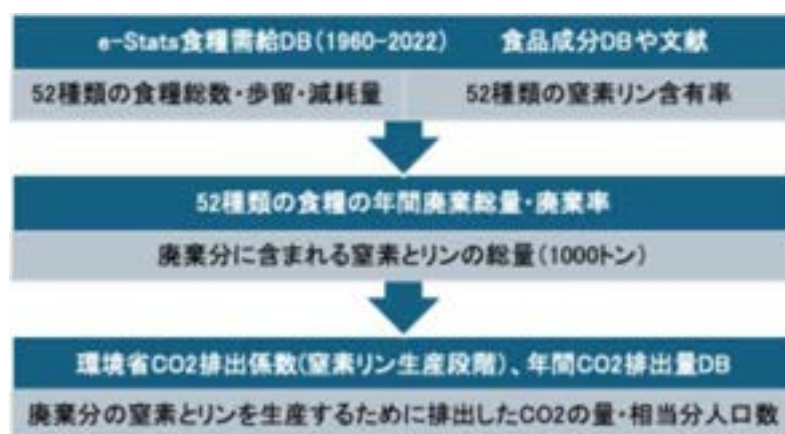 e-Stats食糧需給DB(1960-2022) 食品成分DBや文献
52種類の食糧総数・歩留・減耗量 52種類の窒素リン含有率
52種類の食糧の年間廃棄総量・廃棄率
廃棄分に含まれる窒素とリンの総量(1000トン)
環境省CO2排出係数(窒素リン生産段階)、年間CO2排出量DB
廃棄分の窒素とリンを生産するために排出したCO2の量・相当分人口数